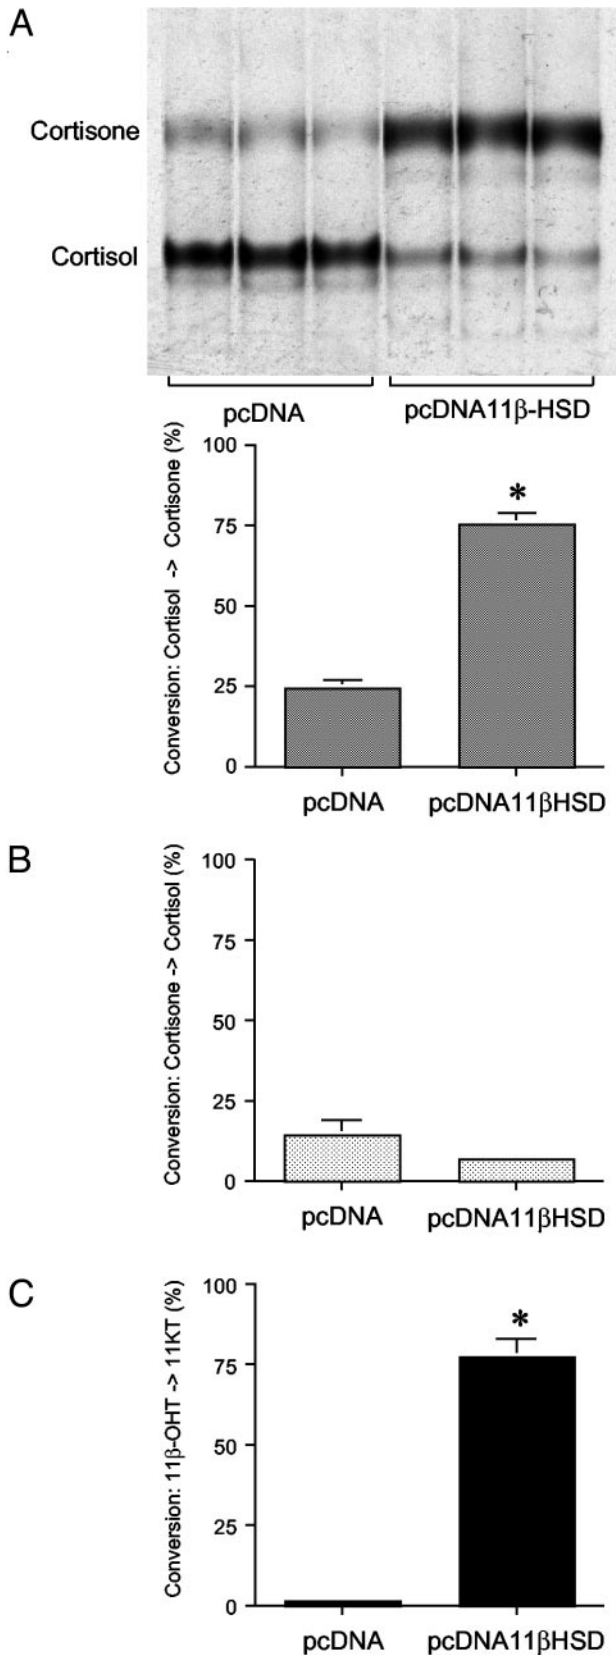 A
Cortisone
Cortisol
pcDNA pcDNA11β-HSD
Conversion: Cortisol -> Cortisone (%)
100
75
50
25
0
*
pcDNA pcDNA11βHSD
B
Conversion: Cortisone -> Cortisol (%)
100
75
50
25
0
pcDNA pcDNA11βHSD
C
Conversion: 11β-OHT -> 11KT (%)
100
75
50
25
0
*
pcDNA pcDNA11βHSD